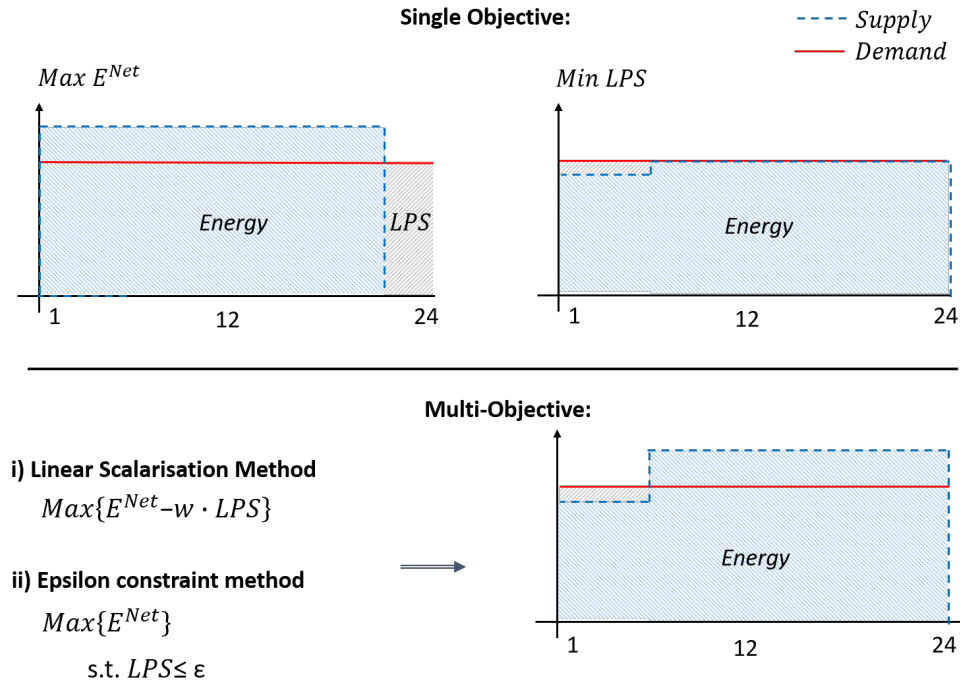 Single Objective:
Supply
Demand
Max E^Net
Energy
LPS
1
12
24
Min LPS
Energy
1
12
24
Multi-Objective:
i) Linear Scalarisation Method
Max{E^Net–w · LPS}
ii) Epsilon constraint method
Max{E^Net}
s.t. LPS≤ ε
Energy
1
12
24